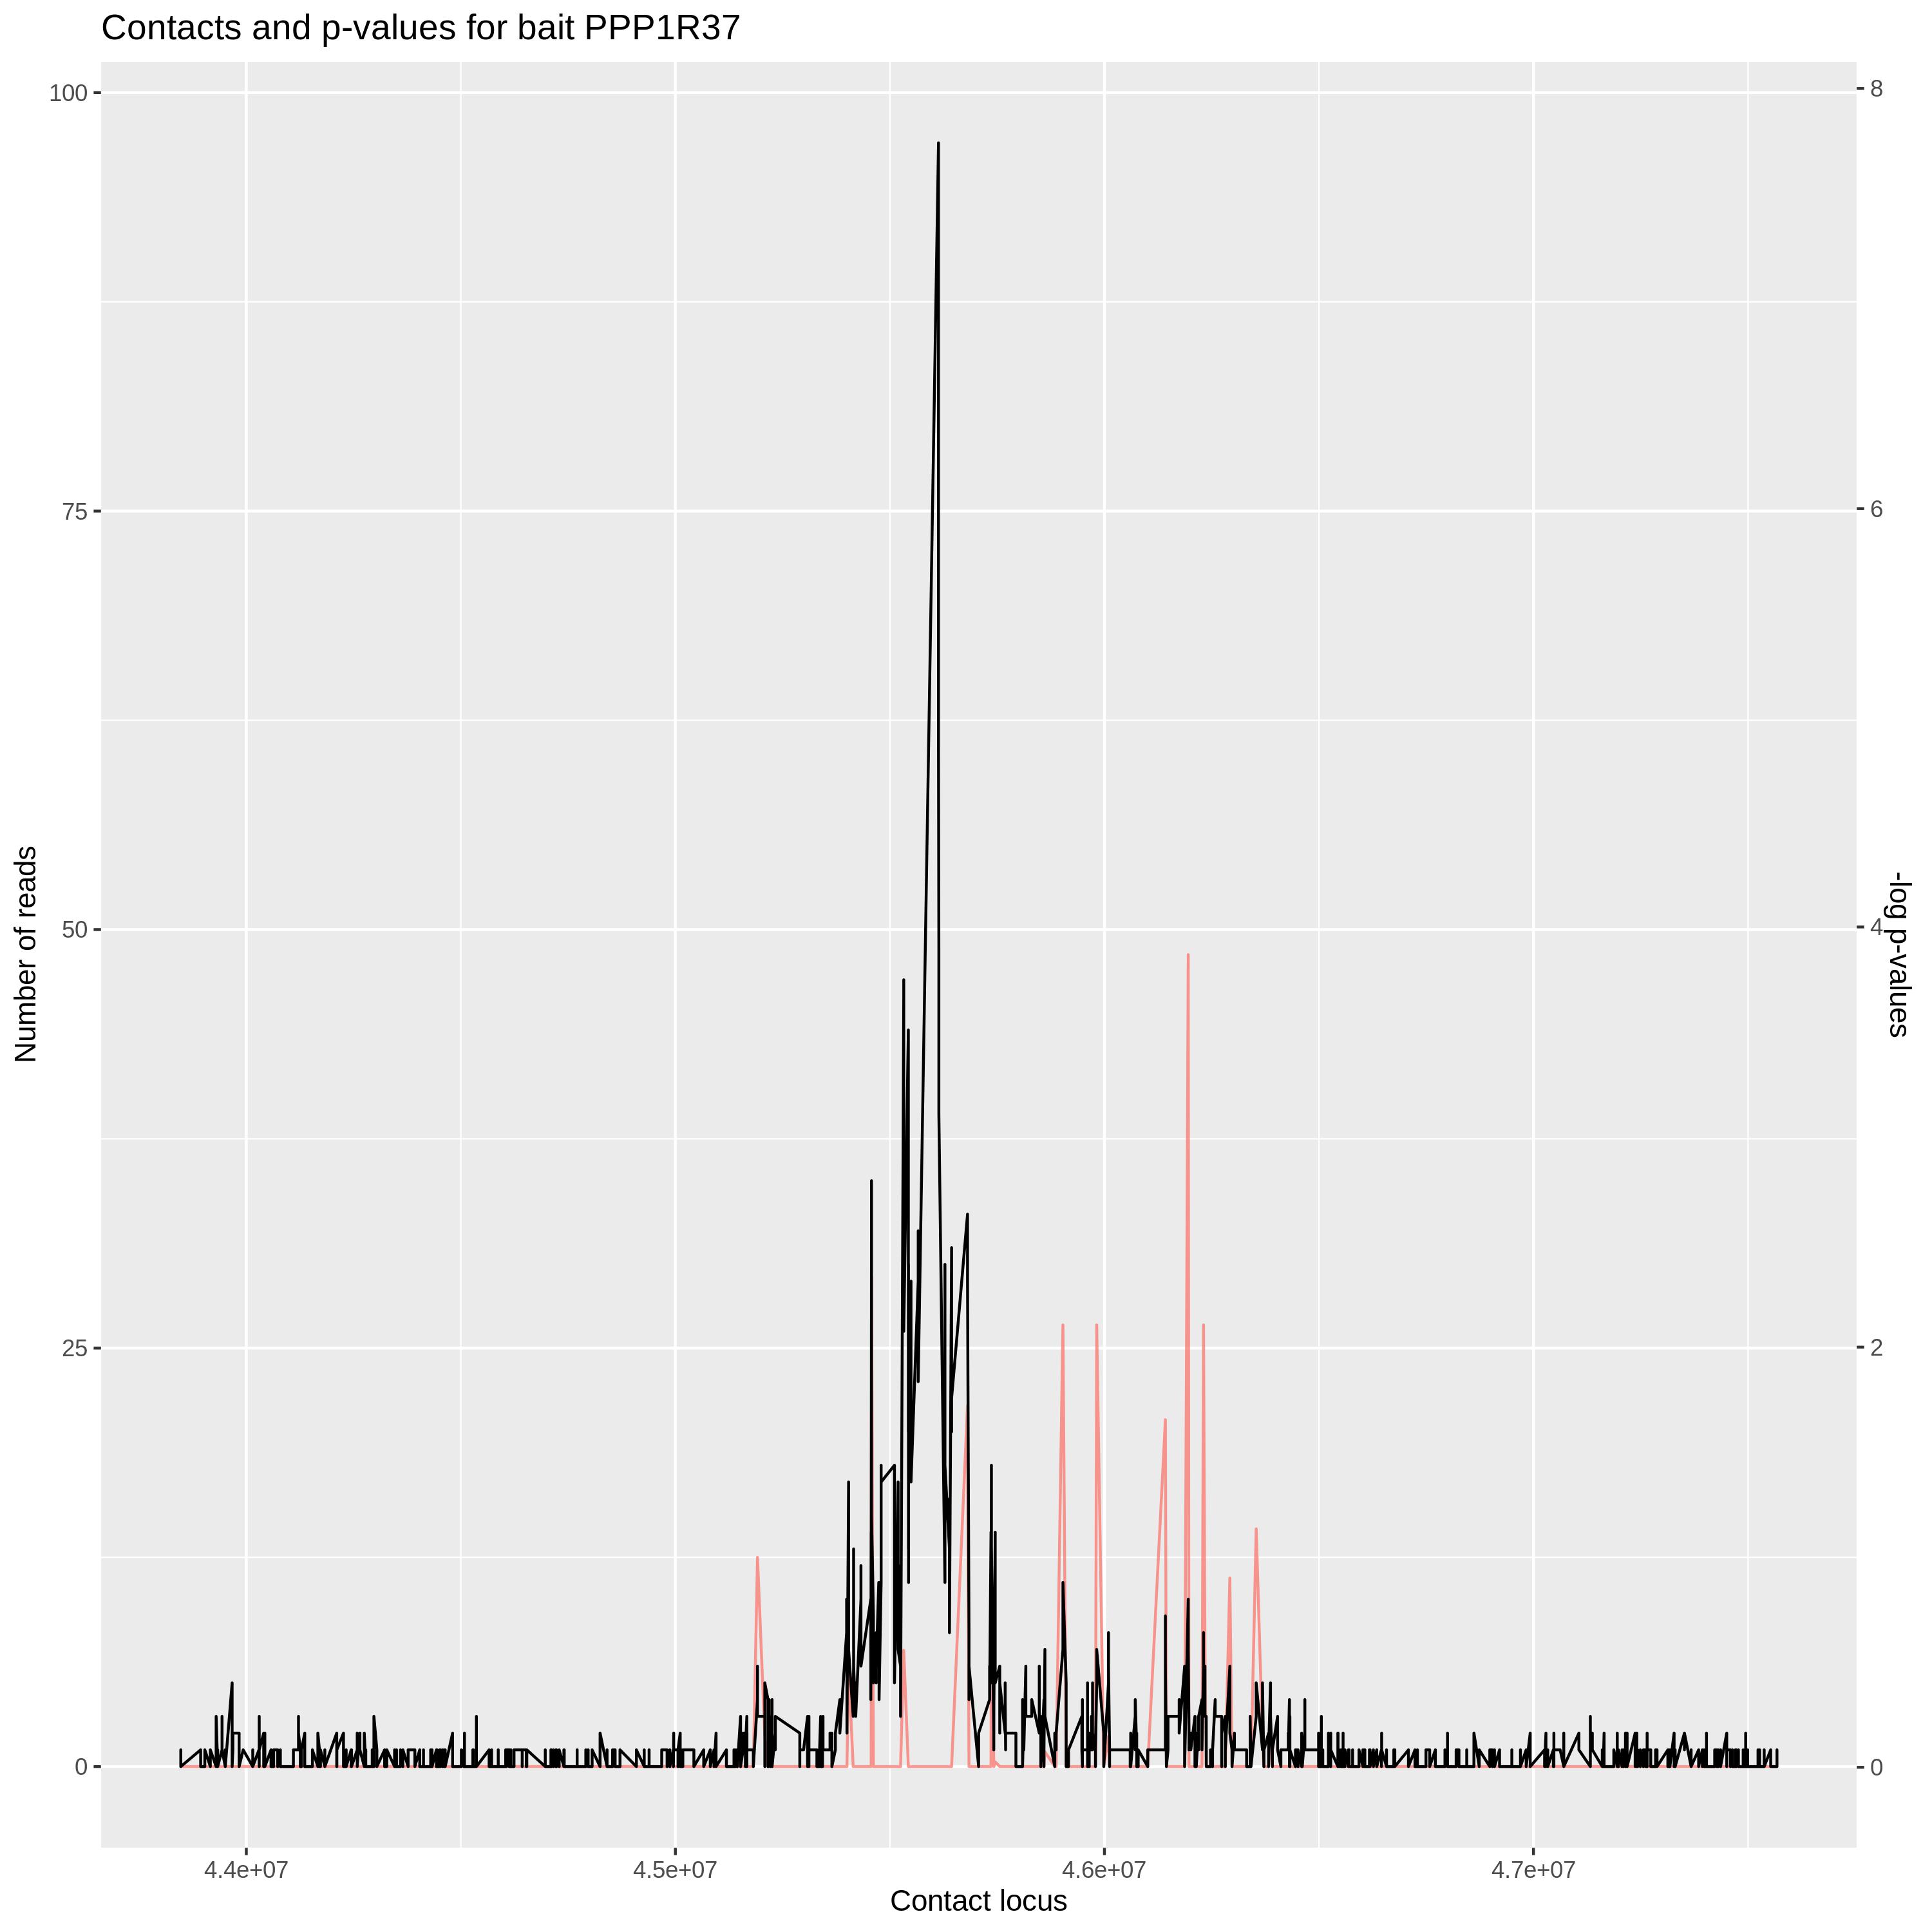 Contacts and p-values for bait PPP1R37
100
75
50
25
0
Number of reads
8
6
4
2
0
-log p-values
4.4e+07
4.5e+07
4.6e+07
4.7e+07
Contact locus